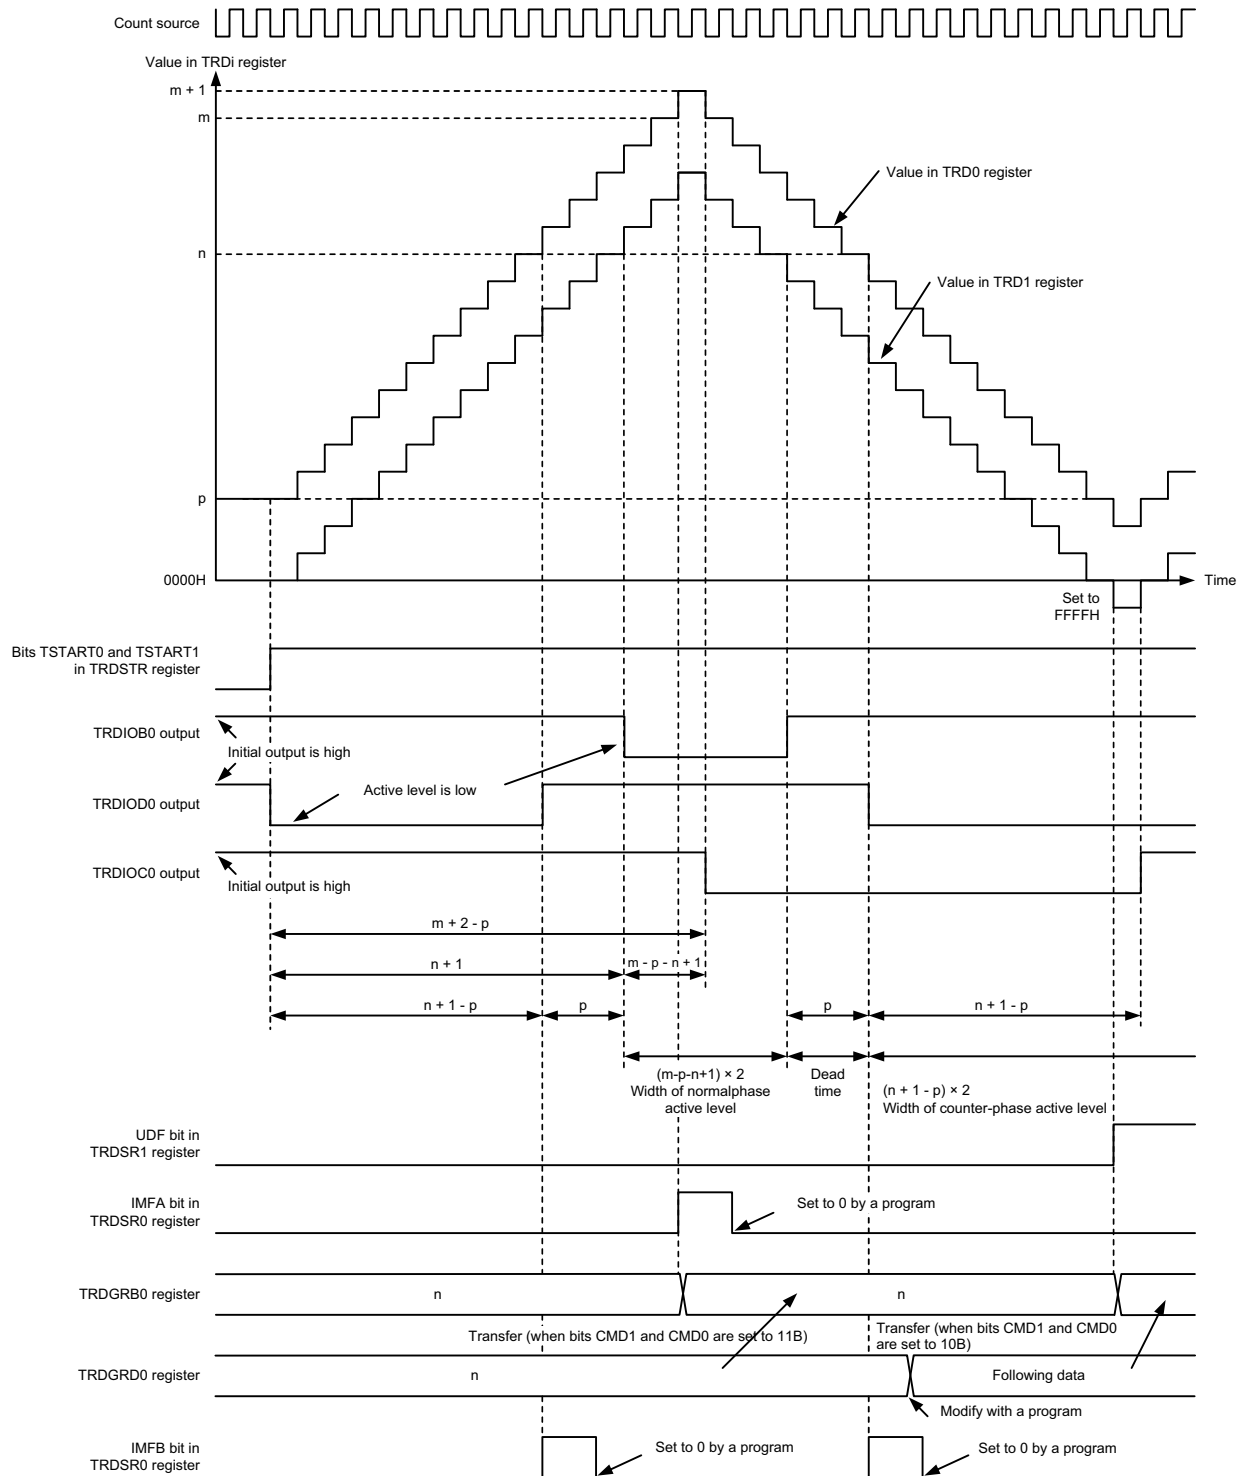 Count source
Value in TRDi register
m + 1
m
Value in TRD0 register
n
Value in TRD1 register
p
0000H
Time
Set to
FFFFH
Bits TSTART0 and TSTART1
in TRDSTR register
TRDIOB0 output
Initial output is high
Active level is low
TRDIOD0 output
TRDIOC0 output
Initial output is high
m + 2 - p
n + 1
m - p - n + 1
n + 1 - p
p
p
n + 1 - p
(m-p-n+1) × 2
Width of normalphase
active level
Dead
time
(n + 1 - p) × 2
Width of counter-phase active level
UDF bit in
TRDSR1 register
IMFA bit in
TRDSR0 register
Set to 0 by a program
TRDGRB0 register
n
n
Transfer (when bits CMD1 and CMD0 are set to 11B)
Transfer (when bits CMD1 and CMD0
are set to 10B)
TRDGRD0 register
n
Following data
Modify with a program
IMFB bit in
TRDSR0 register
Set to 0 by a program
Set to 0 by a program